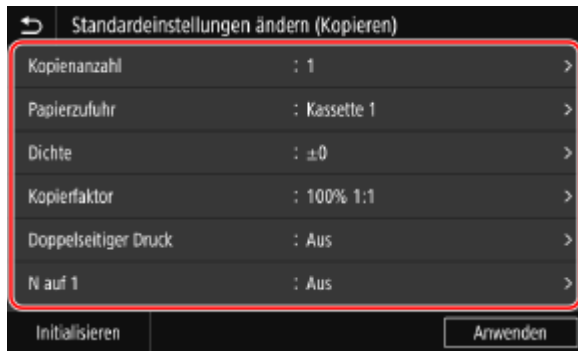 Standardeinstellungen ändern (Kopieren)
Kopienanzahl : 1
Papierzufuhr : Kassette 1
Dichte : ±0
Kopierfaktor : 100% 1:1
Doppelseitiger Druck : Aus
N auf 1 : Aus
Initialisieren Anwenden